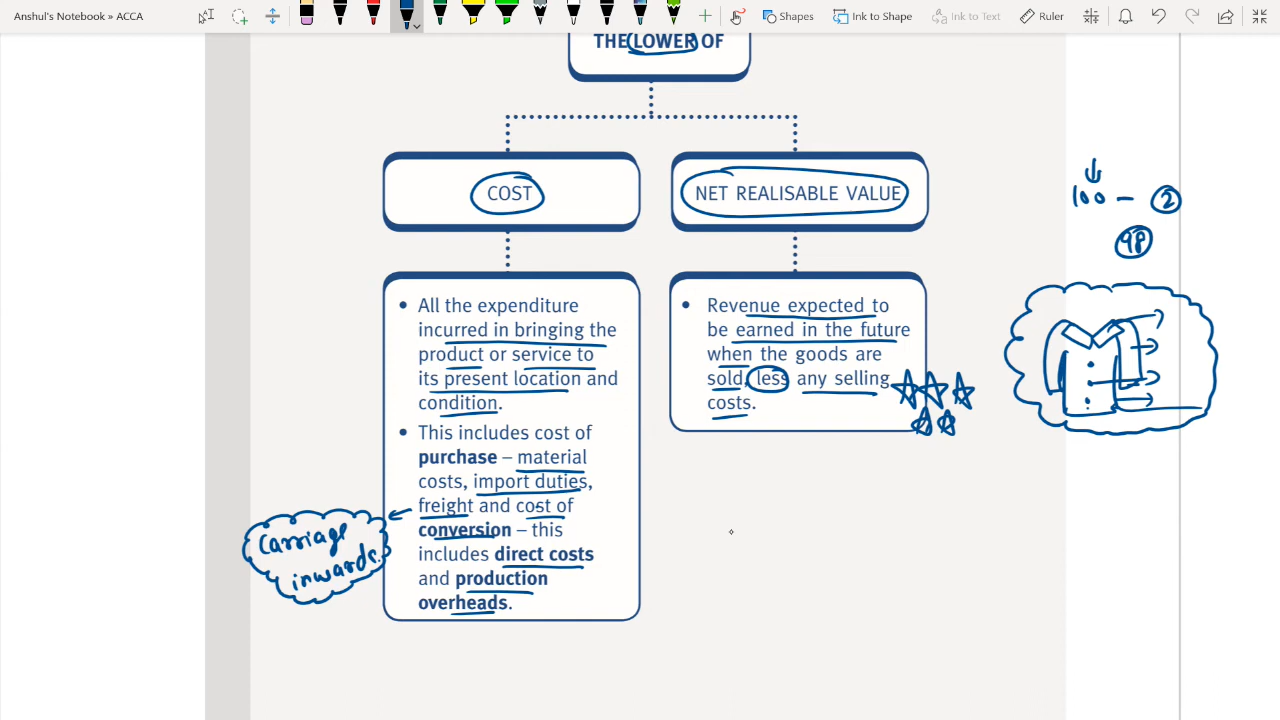 Anshul's Notebook » ACCA
Shapes
Ink to Shape
Ink to Text
Ruler
THE LOWER OF
COST
NET REALISABLE VALUE
• All the expenditure
incurred in bringing the
product or service to
its present location and
condition.
• This includes cost of
purchase – material
costs, import duties,
freight and cost of
conversion – this
includes direct costs
and production
overheads.
• Revenue expected to
be earned in the future
when the goods are
sold, less any selling
costs.
Carriage
inwards.
100 – 2
98